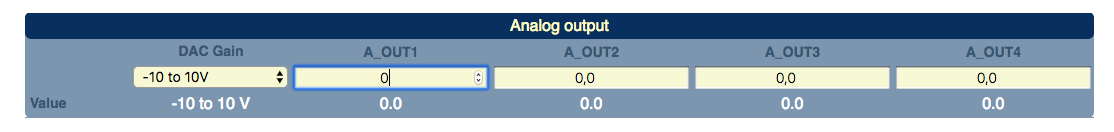 Analog output
DAC Gain A_OUT1 A_OUT2 A_OUT3 A_OUT4
-10 to 10V 0 0,0 0,0 0,0
Value -10 to 10 V 0.0 0.0 0.0 0.0